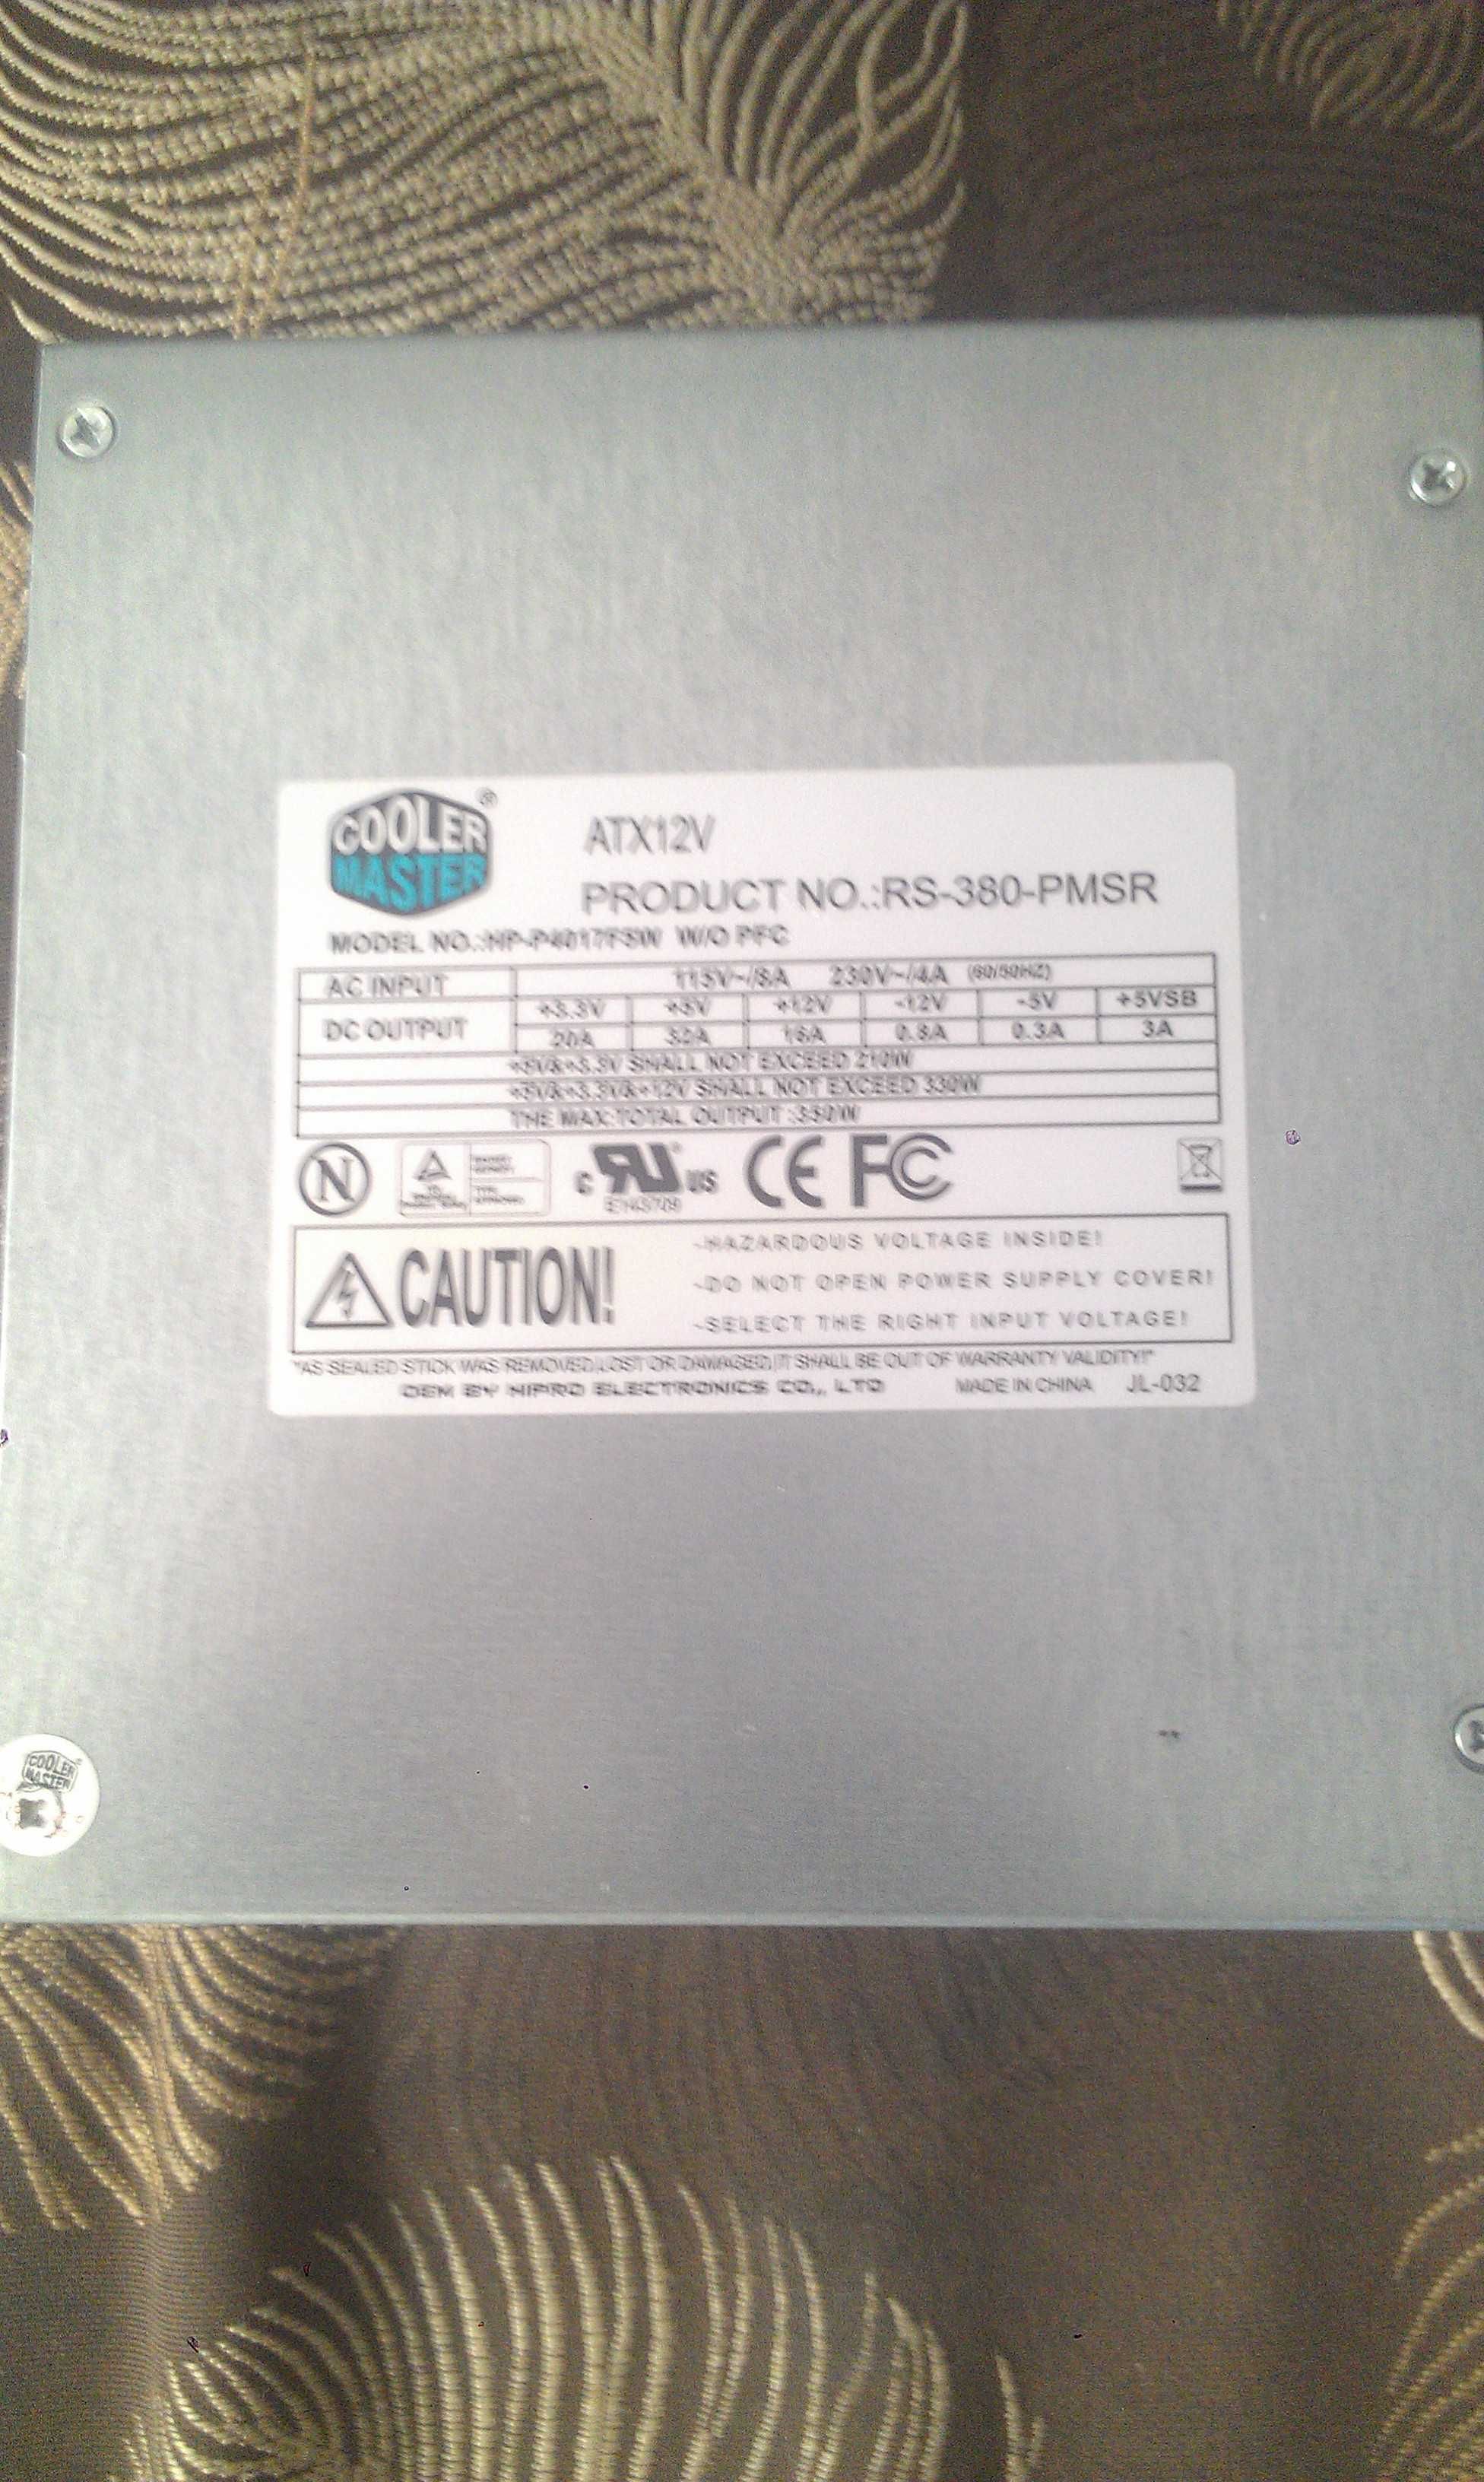 COOLER
MASTER
®
ATX12V
PRODUCT NO.:RS-380-PMSR
MODEL NO.:HP-P4017F5W W/O PFC
AC INPUT 115V~/8A 230V~/4A (60/50HZ)
DC OUTPUT +3.3V +5V +12V -12V -5V +5VSB
20A 30A 16A 0.8A 0.3A 3A
+5V&+3.3V SHALL NOT EXCEED 210W
+5V&+3.3V&+12V SHALL NOT EXCEED 330W
THE MAX:TOTAL OUTPUT :350W
N
C US CE FC
E143709
CAUTION!
-HAZARDOUS VOLTAGE INSIDE!
-DO NOT OPEN POWER SUPPLY COVER!
-SELECT THE RIGHT INPUT VOLTAGE!
"AS SEALED STICK WAS REMOVED,LOST OR DAMAGED,IT SHALL BE OUT OF WARRANTY VALIDITY!"
OEM BY HIPRO ELECTRONICS CO., LTD MADE IN CHINA JL-032
COOLER
MASTER